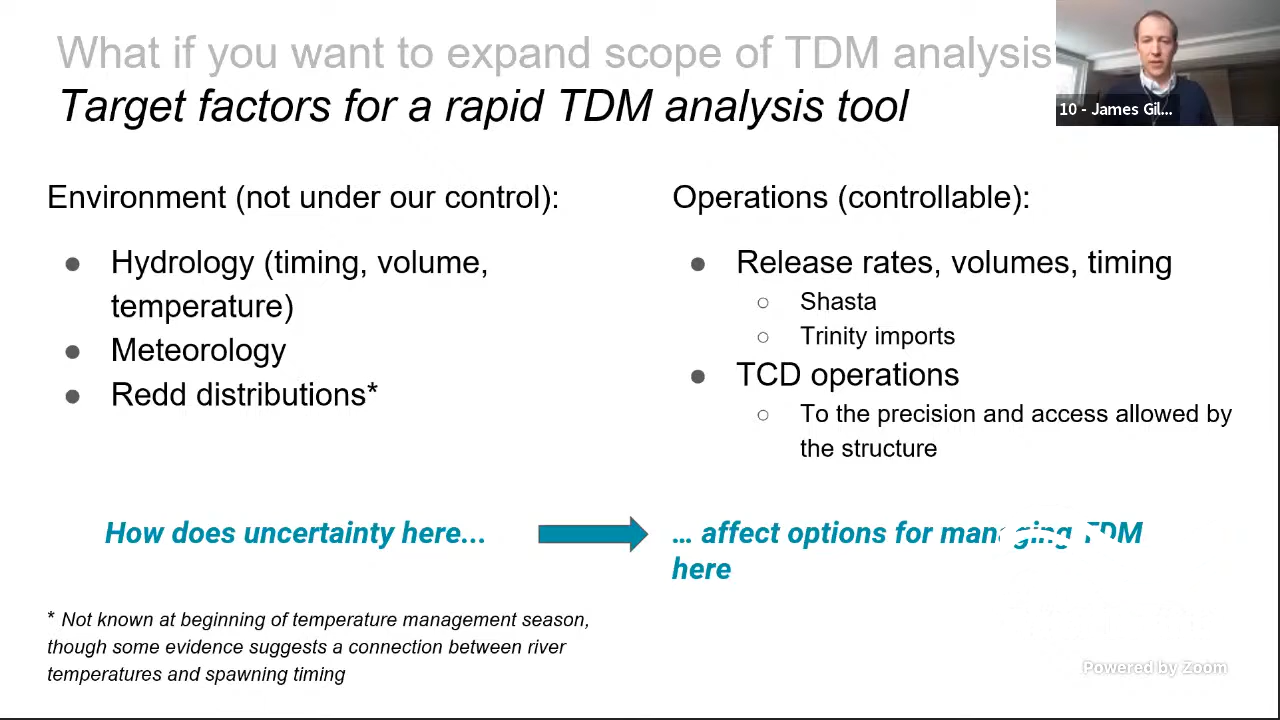 What if you want to expand scope of TDM analysis
Target factors for a rapid TDM analysis tool
10 - James Gil...
Environment (not under our control):
● Hydrology (timing, volume,
temperature)
● Meteorology
● Redd distributions*
Operations (controllable):
● Release rates, volumes, timing
○ Shasta
○ Trinity imports
● TCD operations
○ To the precision and access allowed by
the structure
How does uncertainty here...
... affect options for managing TDM
here
* Not known at beginning of temperature management season,
though some evidence suggests a connection between river
temperatures and spawning timing
Powered by Zoom